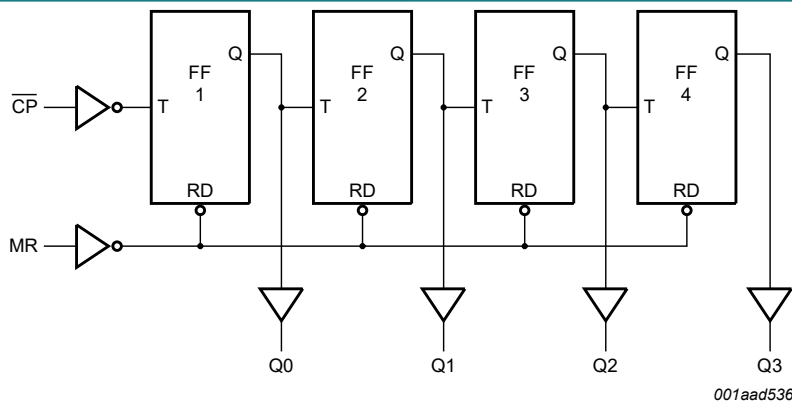 Q Q Q Q
FF FF FF FF
1 2 3 4
CP T T T T
RD RD RD RD
MR
Q0 Q1 Q2 Q3
001aad536